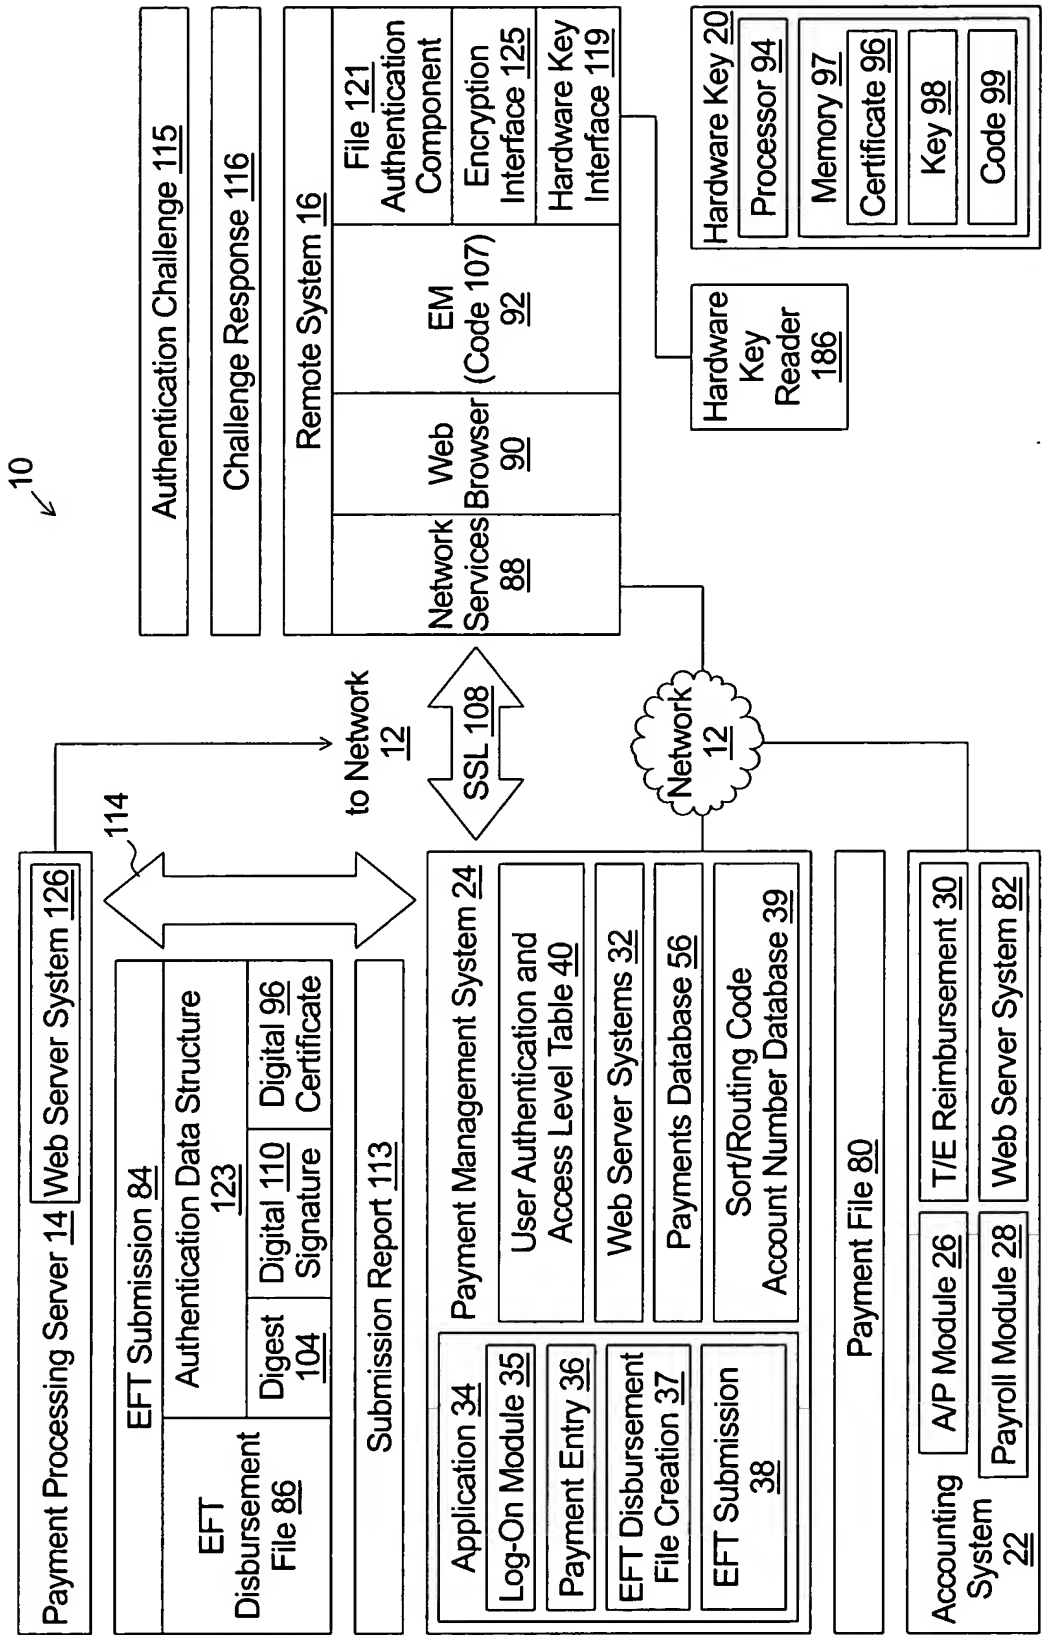 10
Payment Processing Server 14
Web Server System 126
to Network
12
114
EFT Submission 84
EFT
Disbursement
File 86
Authentication Data Structure
123
Digest
104
Digital 110
Signature
Digital 96
Certificate
Submission Report 113
SSL 108
Payment Management System 24
Application 34
Log-On Module 35
Payment Entry 36
EFT Disbursement
File Creation 37
EFT Submission
38
User Authentication and
Access Level Table 40
Web Server Systems 32
Payments Database 56
Sort/Routing Code
Account Number Database 39
Network
12
Payment File 80
Accounting
System
22
A/P Module 26
Payroll Module 28
T/E Reimbursement 30
Web Server System 82
Authentication Challenge 115
Challenge Response 116
Remote System 16
Network
Services
88
Web
Browser
90
EM
(Code 107)
92
File 121
Authentication
Component
Encryption
Interface 125
Hardware Key
Interface 119
Hardware
Key
Reader
186
Hardware Key 20
Processor 94
Memory 97
Certificate 96
Key 98
Code 99